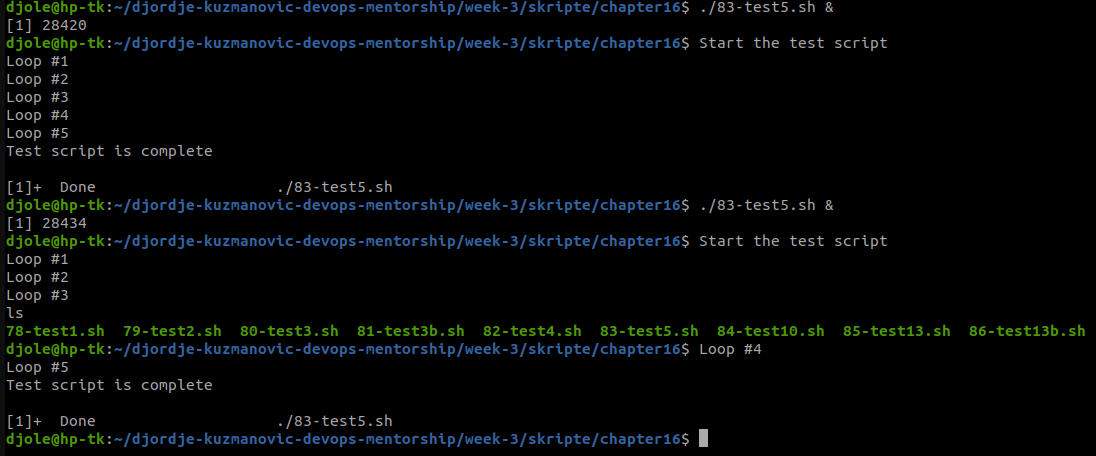 djole@hp-tk:~/djordje-kuzmanovic-devops-mentorship/week-3/skripte/chapter16$ ./83-test5.sh &
[1] 28420
djole@hp-tk:~/djordje-kuzmanovic-devops-mentorship/week-3/skripte/chapter16$ Start the test script
Loop #1
Loop #2
Loop #3
Loop #4
Loop #5
Test script is complete
[1]+  Done                    ./83-test5.sh
djole@hp-tk:~/djordje-kuzmanovic-devops-mentorship/week-3/skripte/chapter16$ ./83-test5.sh &
[1] 28434
djole@hp-tk:~/djordje-kuzmanovic-devops-mentorship/week-3/skripte/chapter16$ Start the test script
Loop #1
Loop #2
Loop #3
ls
78-test1.sh  79-test2.sh  80-test3.sh  81-test3b.sh  82-test4.sh  83-test5.sh  84-test10.sh  85-test13.sh  86-test13b.sh
djole@hp-tk:~/djordje-kuzmanovic-devops-mentorship/week-3/skripte/chapter16$ Loop #4
Loop #5
Test script is complete
[1]+  Done                    ./83-test5.sh
djole@hp-tk:~/djordje-kuzmanovic-devops-mentorship/week-3/skripte/chapter16$